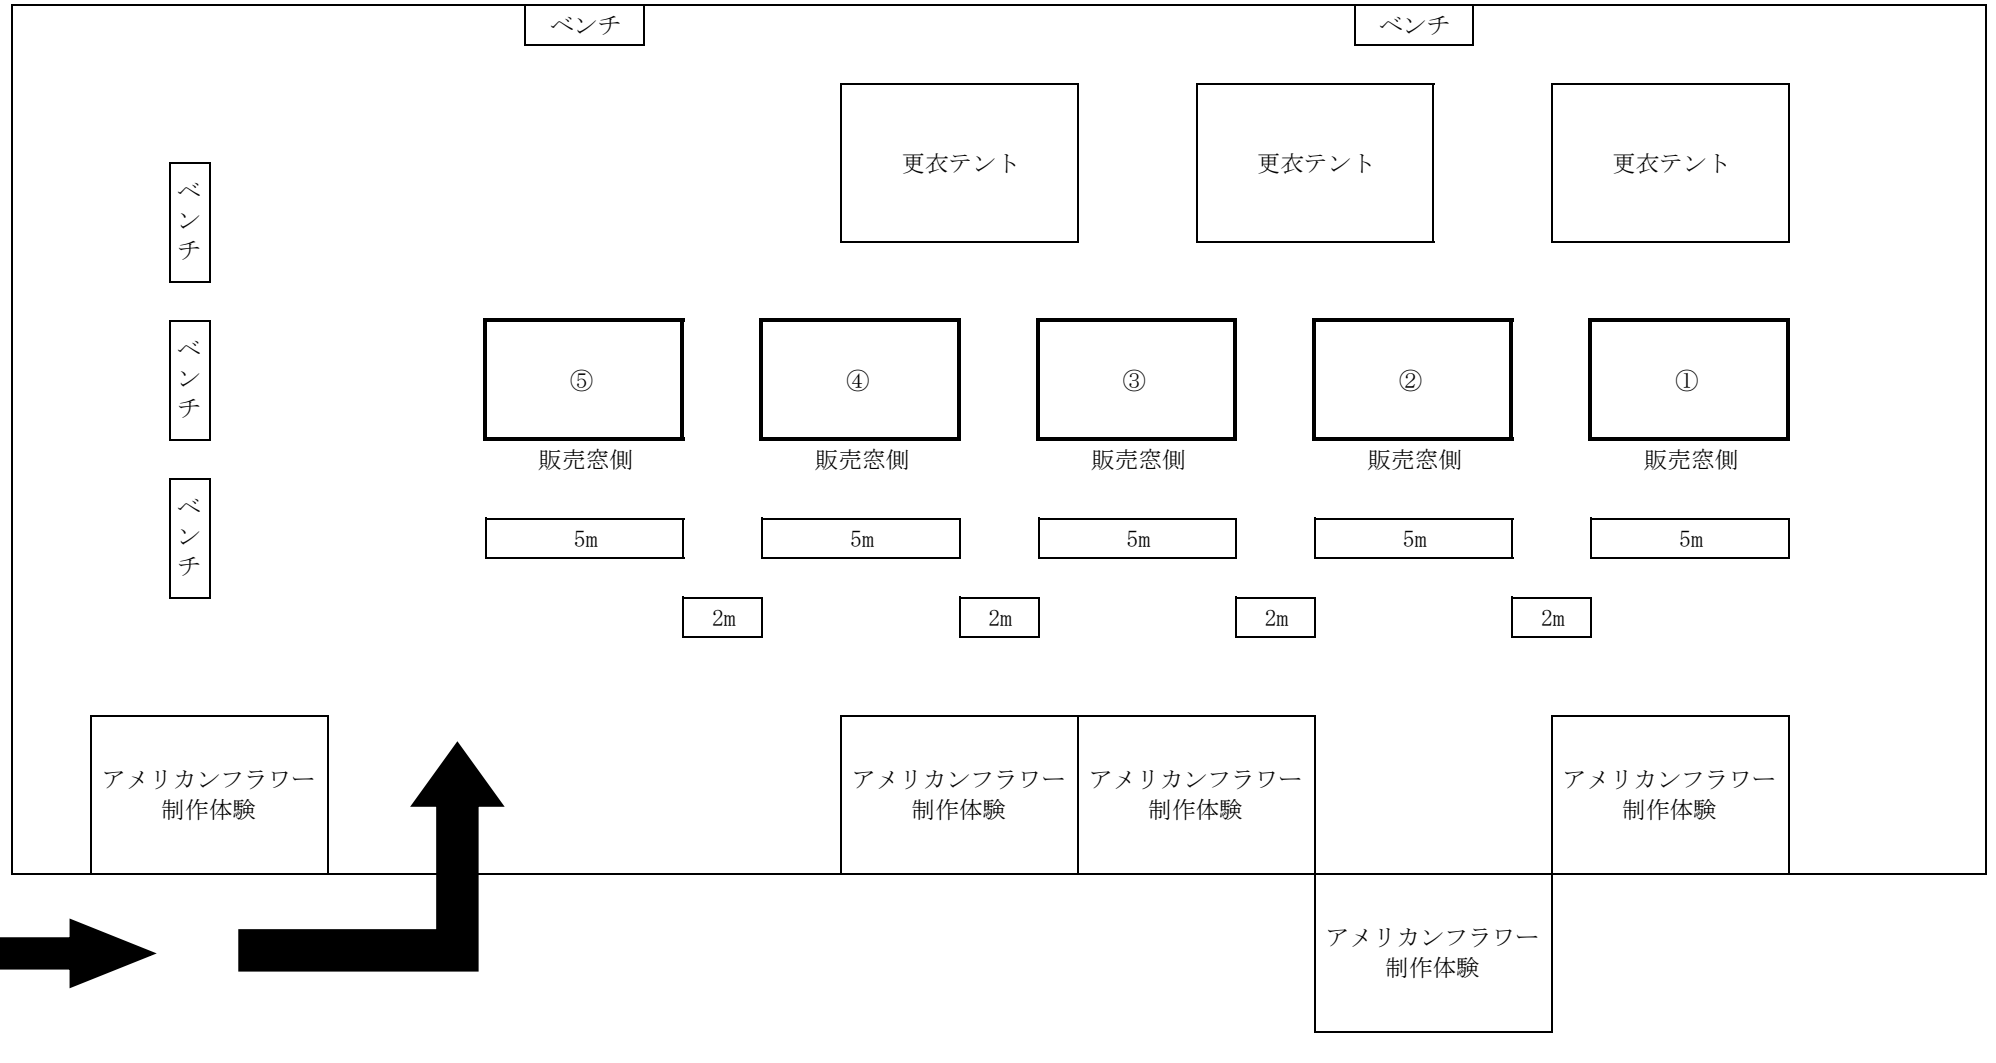 ベンチ
ベンチ
更衣テント
更衣テント
更衣テント
ベンチ
ベンチ
ベンチ
⑤
④
③
②
①
販売窓側
販売窓側
販売窓側
販売窓側
販売窓側
5m
5m
5m
5m
5m
2m
2m
2m
2m
アメリカンフラワー
制作体験
アメリカンフラワー
制作体験
アメリカンフラワー
制作体験
アメリカンフラワー
制作体験
アメリカンフラワー
制作体験